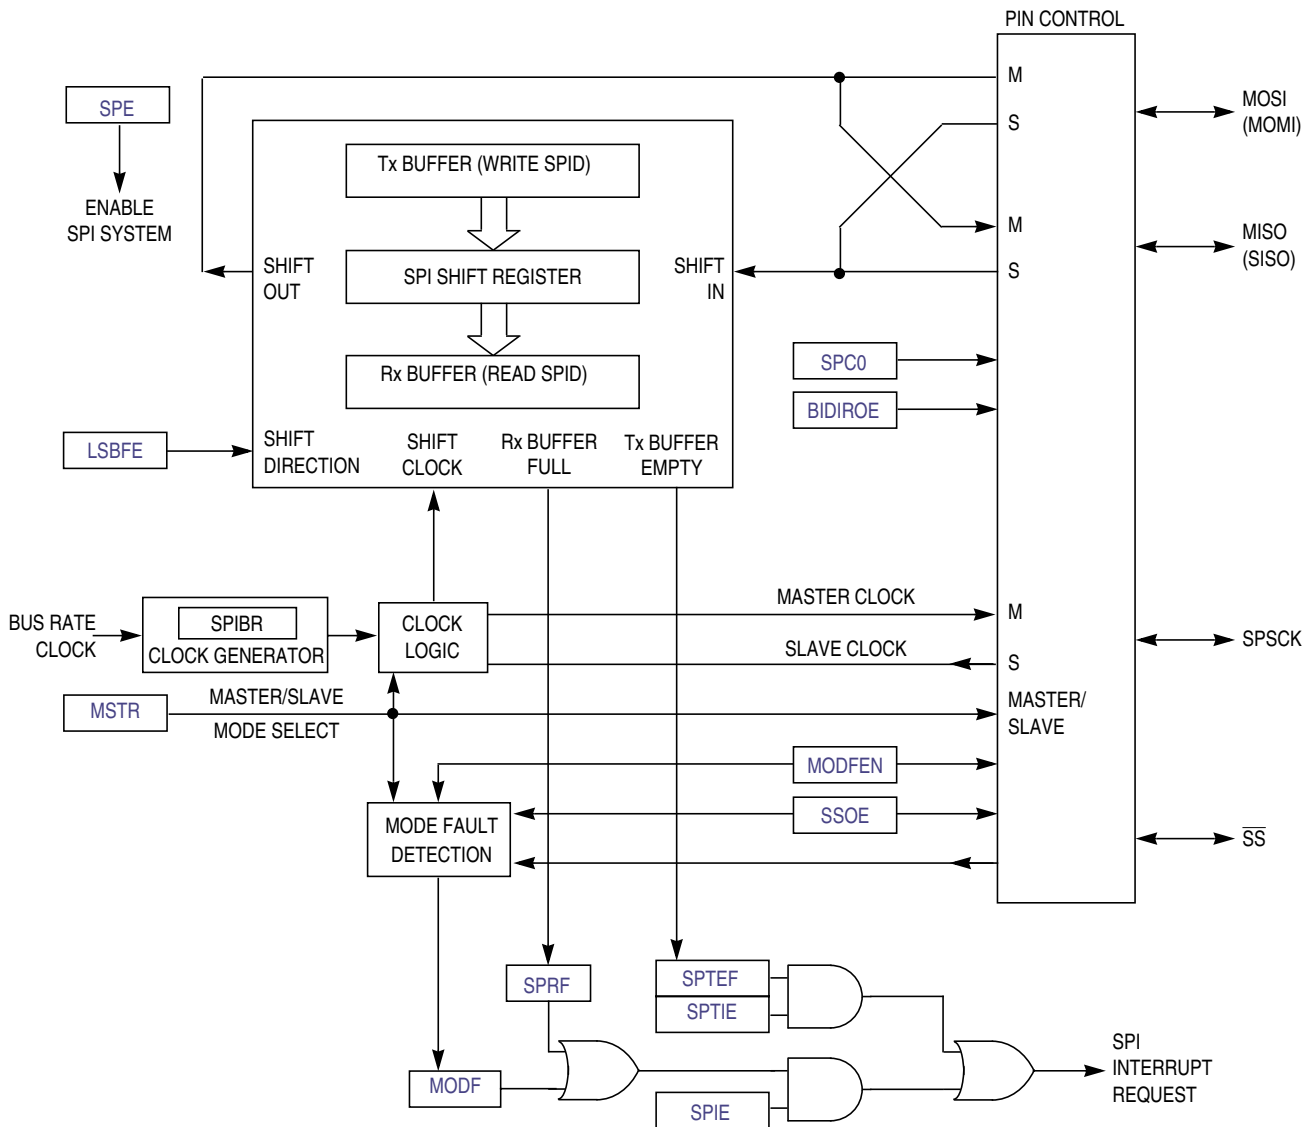 PIN CONTROL
M
MOSI
(MOMI)
S
M
MISO
(SISO)
S
SPE
ENABLE
SPI SYSTEM
Tx BUFFER (WRITE SPID)
SHIFT
OUT
SPI SHIFT REGISTER
SHIFT
IN
Rx BUFFER (READ SPID)
SPC0
BIDIROE
LSBFE
SHIFT
DIRECTION
SHIFT
CLOCK
Rx BUFFER
FULL
Tx BUFFER
EMPTY
BUS RATE
CLOCK
SPIBR
CLOCK GENERATOR
CLOCK
LOGIC
MASTER CLOCK
M
SLAVE CLOCK
S
SPSCK
MSTR
MASTER/SLAVE
MODE SELECT
MASTER/
SLAVE
MODFEN
SSOE
MODE FAULT
DETECTION
SS
SPRF
SPTEF
SPTIE
MODF
SPIE
SPI
INTERRUPT
REQUEST